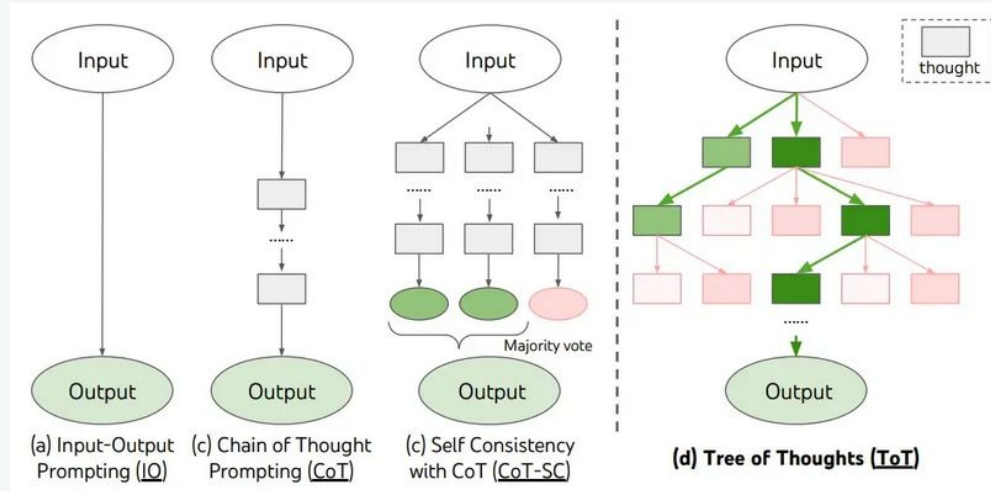 Input
Input
Input
Input
thought
......
......
......
......
......
Majority vote
Output
Output
Output
Output
(a) Input-Output
Prompting (IO)
(c) Chain of Thought
Prompting (CoT)
(c) Self Consistency
with CoT (CoT-SC)
(d) Tree of Thoughts (ToT)